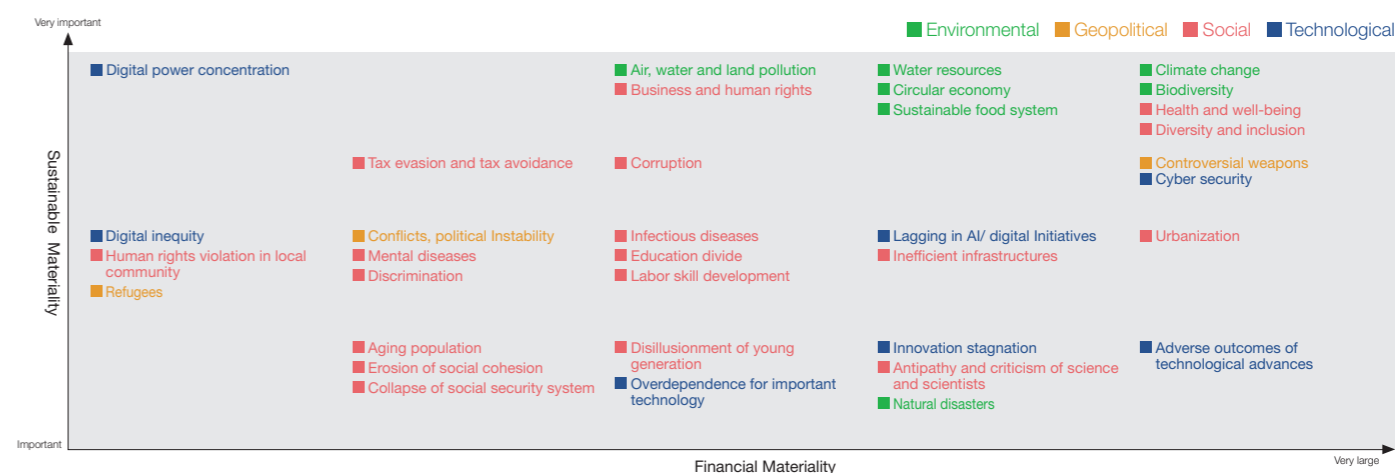 Very important
Environmental Geopolitical Social Technological
Digital power concentration
Air, water and land pollution
Business and human rights
Water resources
Circular economy
Sustainable food system
Climate change
Biodiversity
Health and well-being
Diversity and inclusion
Tax evasion and tax avoidance
Corruption
Controversial weapons
Cyber security
Sustainable Materiality
Digital inequity
Human rights violation in local
community
Refugees
Conflicts, political Instability
Mental diseases
Discrimination
Infectious diseases
Education divide
Labor skill development
Lagging in AI/ digital Initiatives
Inefficient infrastructures
Urbanization
Aging population
Erosion of social cohesion
Collapse of social security system
Disillusionment of young
generation
Overdependence for important
technology
Innovation stagnation
Antipathy and criticism of science
and scientists
Natural disasters
Adverse outcomes of
technological advances
Important
Financial Materiality
Very large